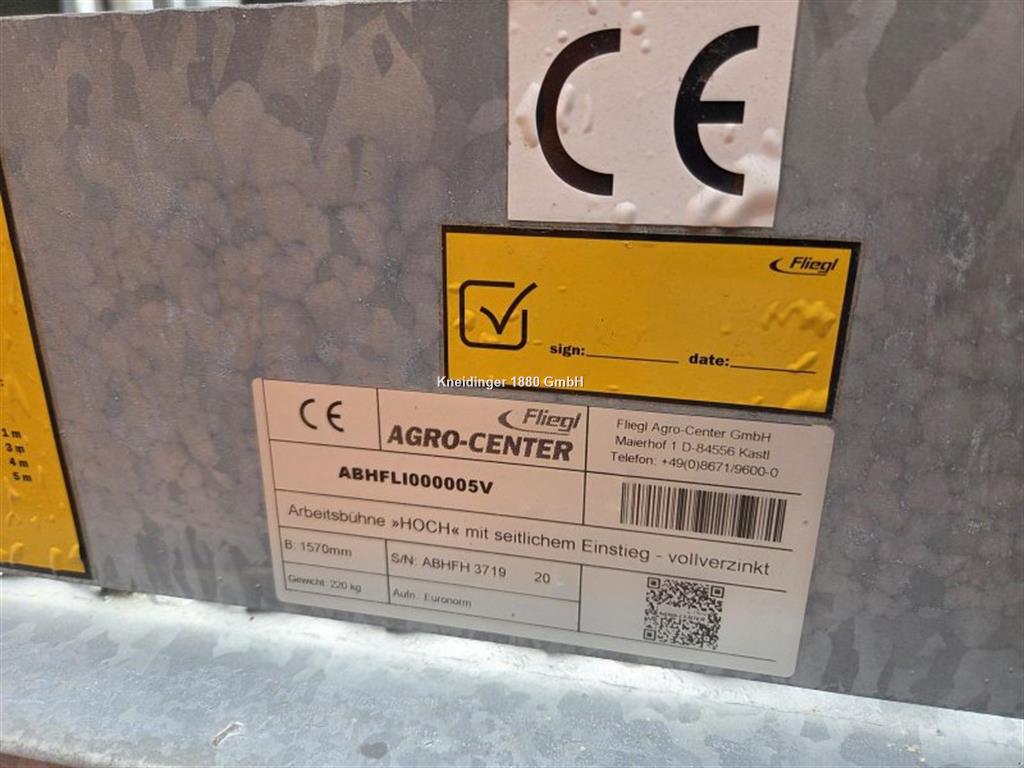 CE
Fliegl
sign:
date:
Kneidinger 1880 GmbH
1 m
3 m
4 m
5 m
CE
Fliegl
AGRO-CENTER
Fliegl Agro-Center GmbH
Maierhof 1 D-84556 Kastl
Telefon: +49(0)8671/9600-0
ABHFLI000005V
Arbeitsbühne »HOCH« mit seitlichem Einstieg - vollverzinkt
B: 1570mm
S/N: ABHFH 3719 20
Gewicht: 220 kg
Aufn.: Euronorm